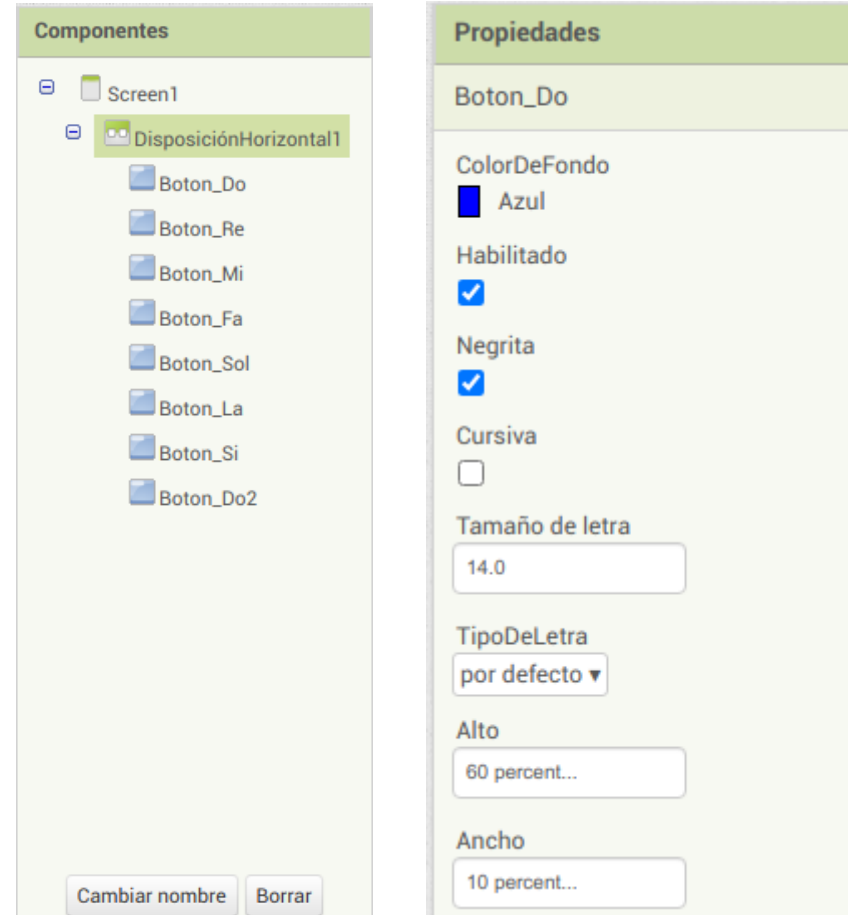 Componentes
Screen1
DisposiciónHorizontal1
Boton_Do
Boton_Re
Boton_Mi
Boton_Fa
Boton_Sol
Boton_La
Boton_Si
Boton_Do2
Cambiar nombre
Borrar
Propiedades
Boton_Do
ColorDeFondo
Azul
Habilitado
Negrita
Cursiva
Tamaño de letra
14.0
TipoDeLetra
por defecto
Alto
60 percent...
Ancho
10 percent...